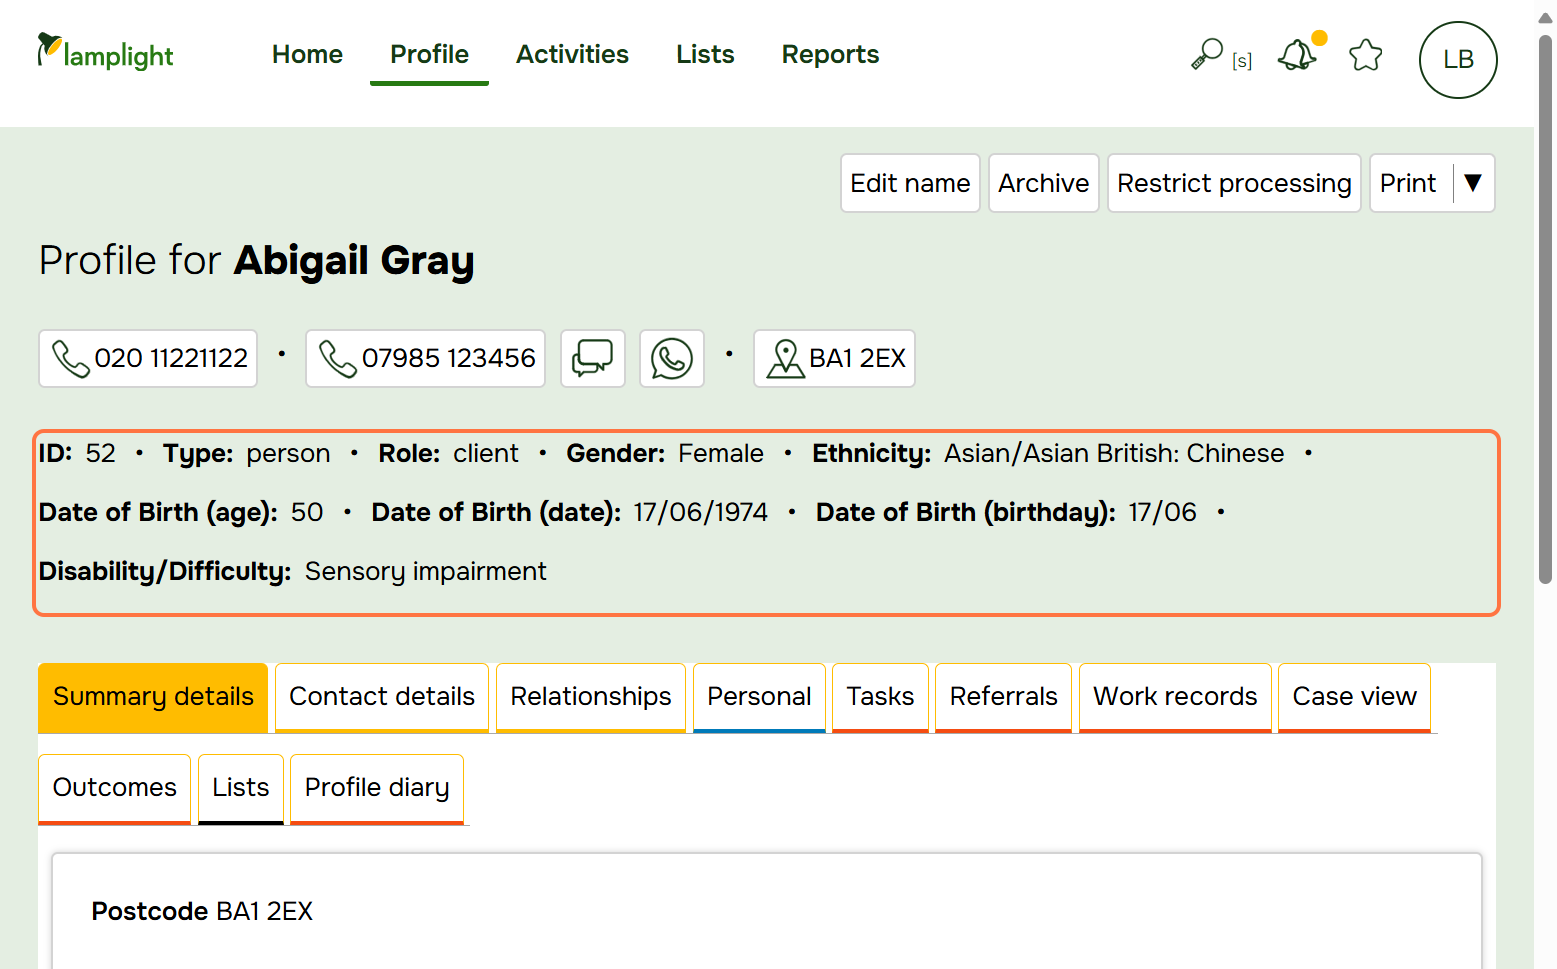 lamplight Home Profile Activities Lists Reports [s] LB
Edit name Archive Restrict processing Print ▼
Profile for Abigail Gray
020 11221122 • 07985 123456 • BA1 2EX
ID: 52 • Type: person • Role: client • Gender: Female • Ethnicity: Asian/Asian British: Chinese •
Date of Birth (age): 50 • Date of Birth (date): 17/06/1974 • Date of Birth (birthday): 17/06 •
Disability/Difficulty: Sensory impairment
Summary details Contact details Relationships Personal Tasks Referrals Work records Case view
Outcomes Lists Profile diary
Postcode BA1 2EX